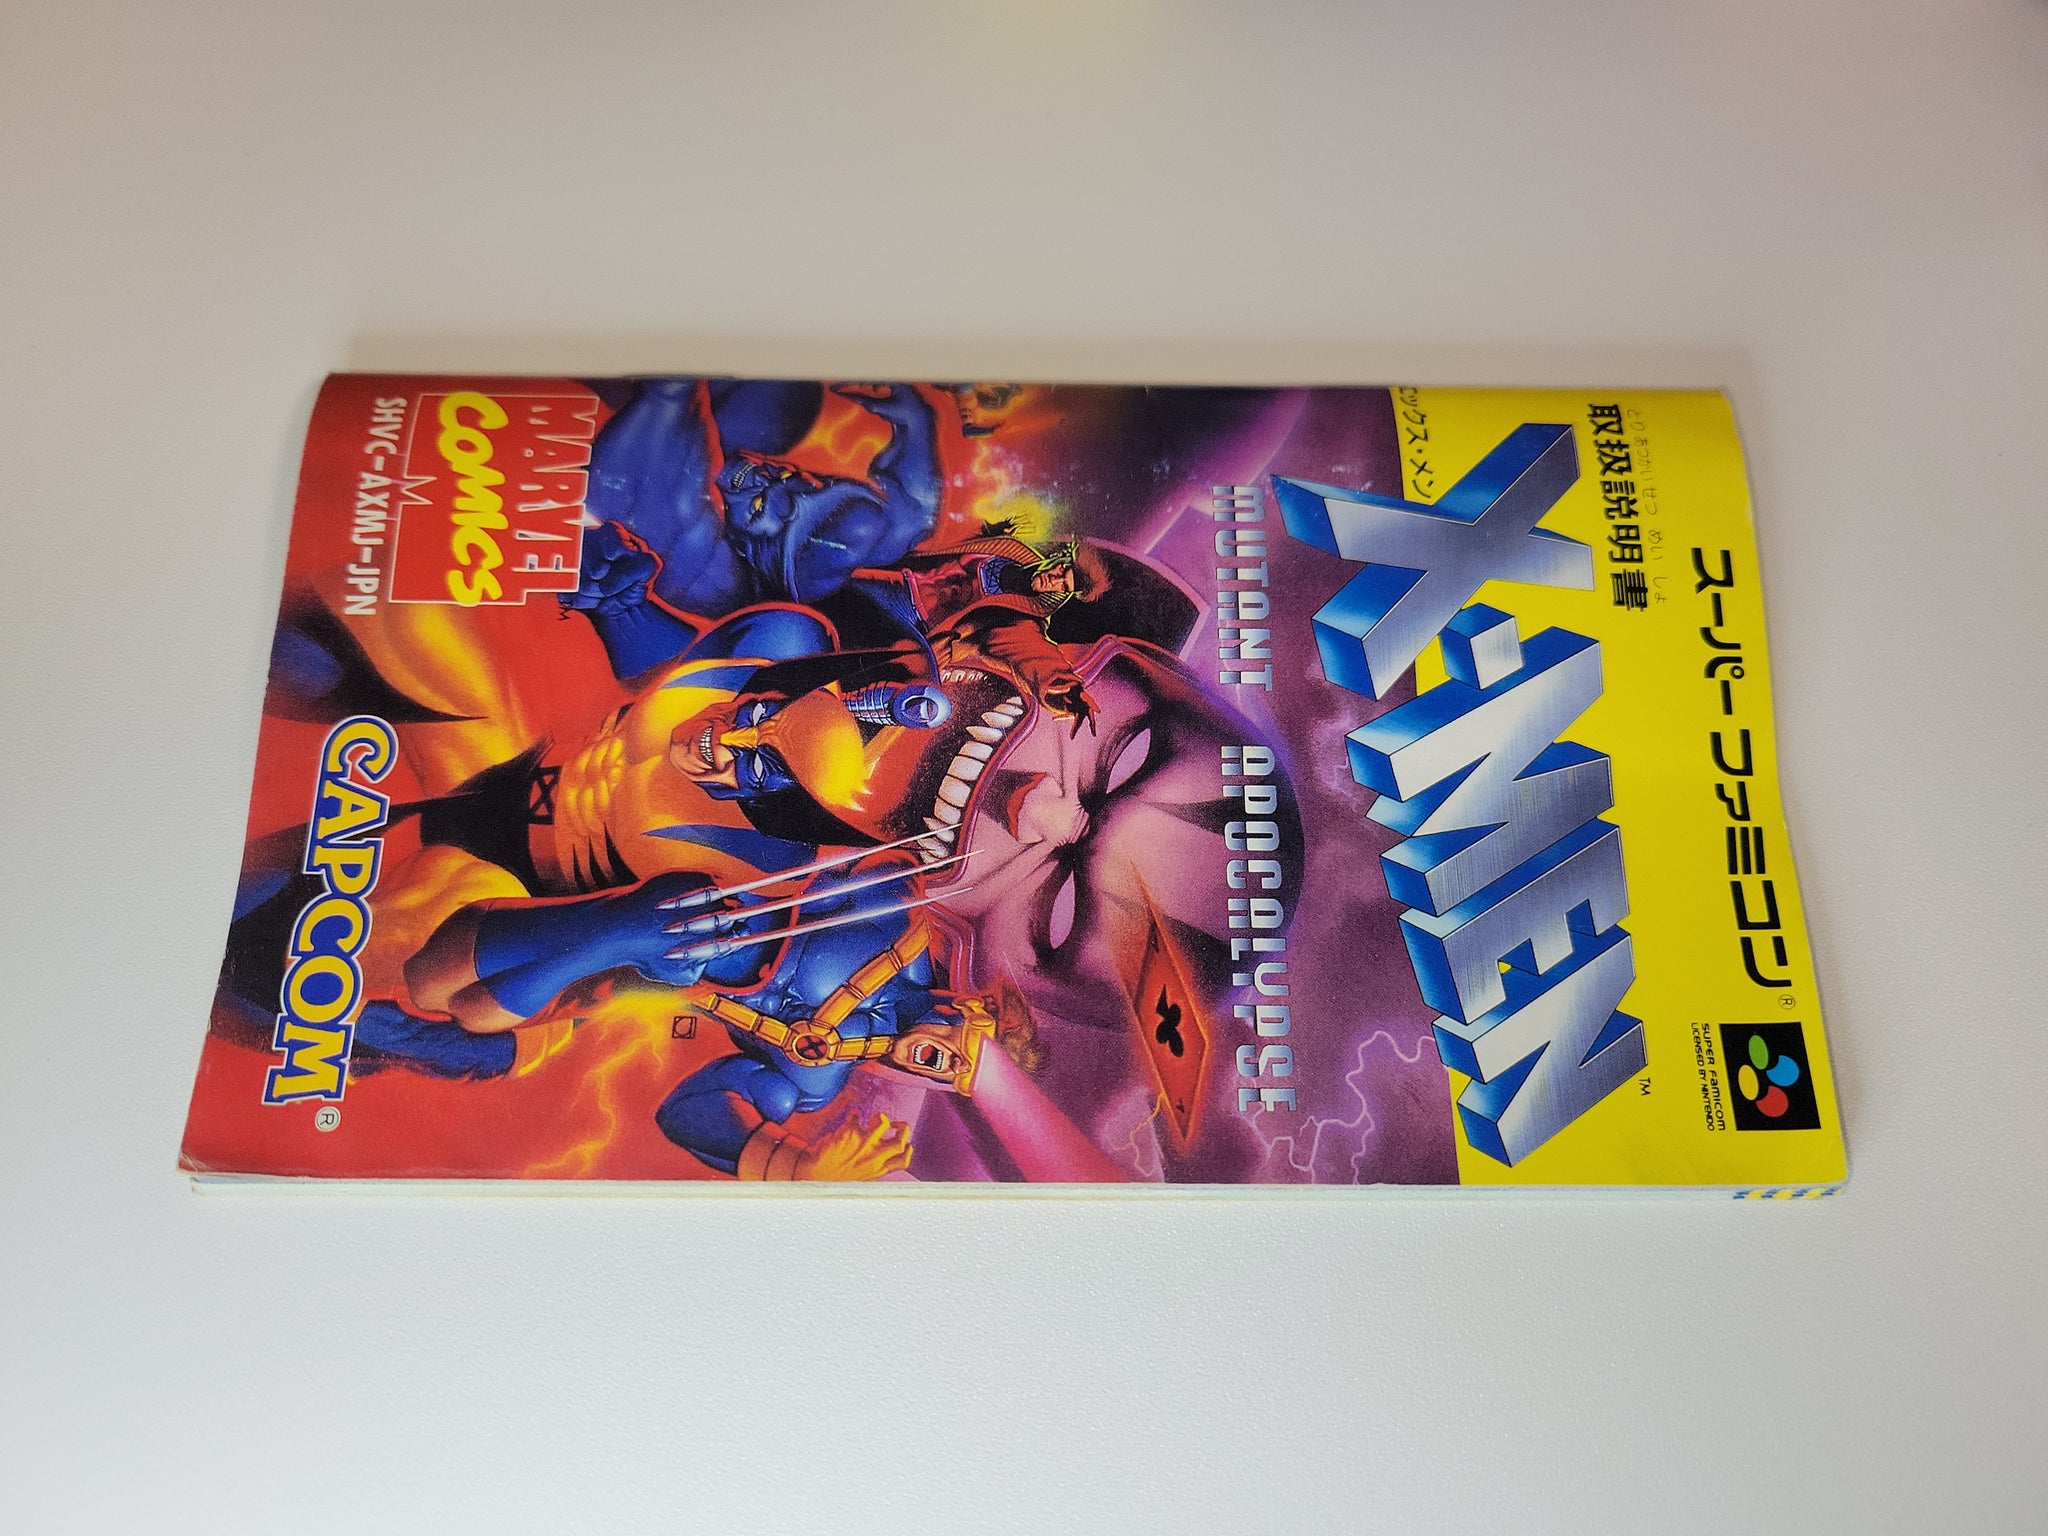 スーパーファミコン®
SUPER FAMICOM
LICENSED BY NINTENDO
とりあつかいせつめいしょ
取扱説明書
X-MEN™
エックス・メン
MUTANT APOCALYPSE
MARVEL
COMICS
M
TM
SHVC-AXMJ-JPN
CAPCOM®